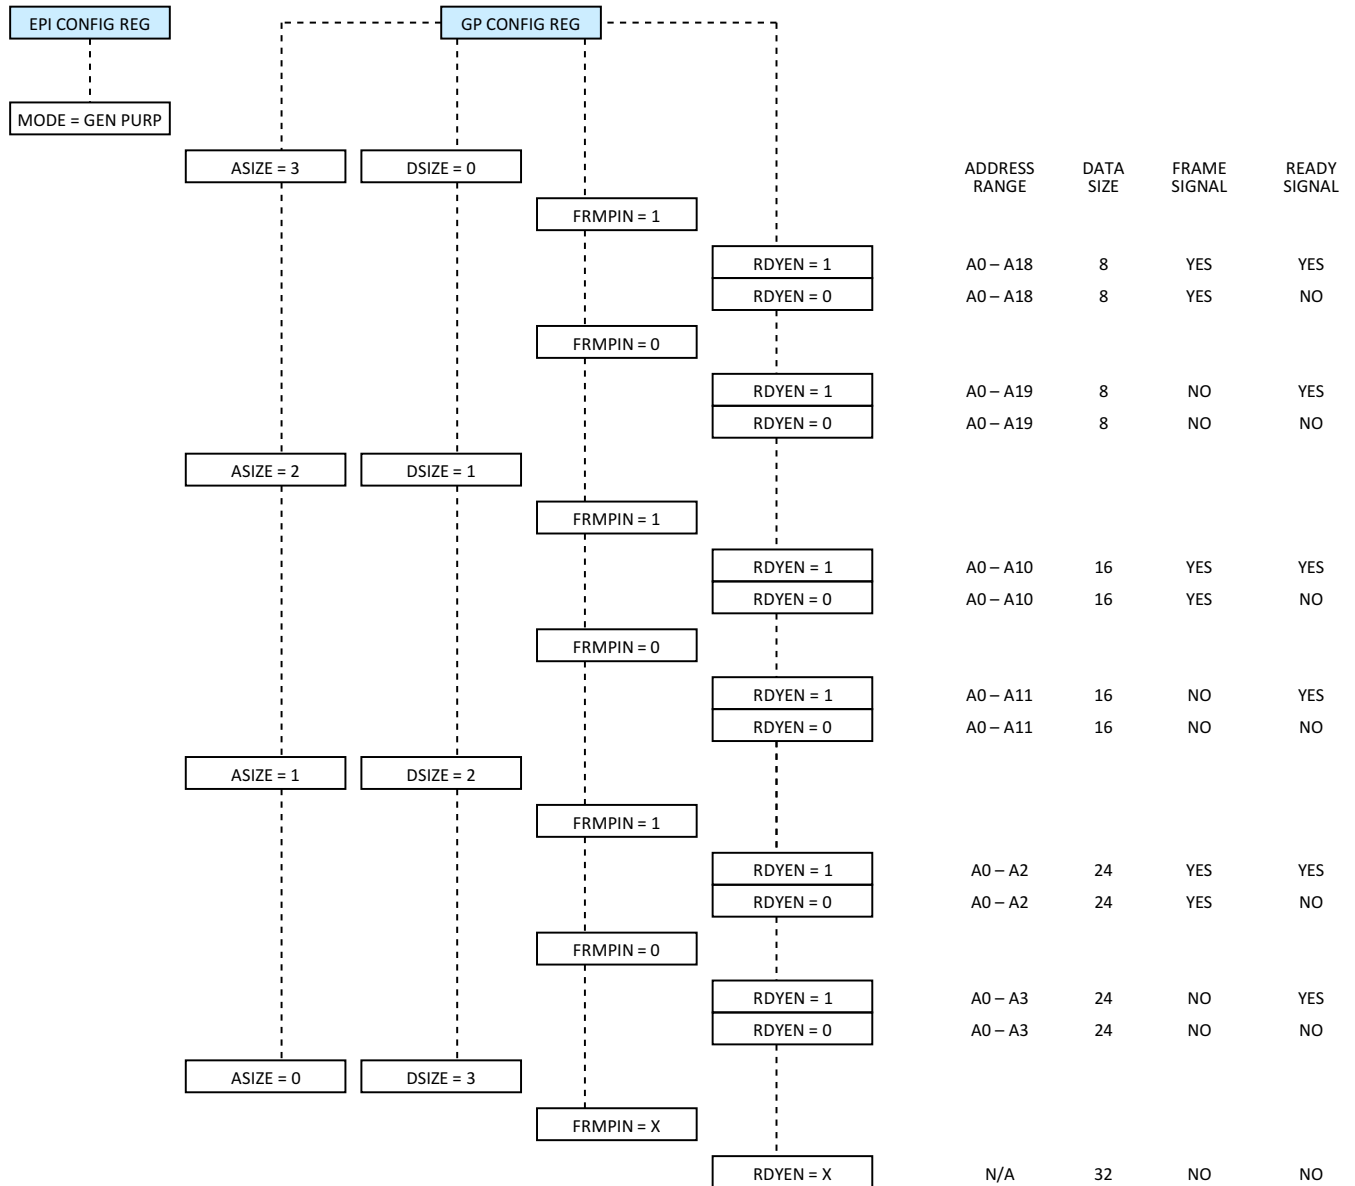 EPI CONFIG REG
GP CONFIG REG
MODE = GEN PURP
ASIZE = 3
DSIZE = 0
ADDRESS RANGE
DATA SIZE
FRAME SIGNAL
READY SIGNAL
FRMPIN = 1
RDYEN = 1 A0 – A18 8 YES YES
RDYEN = 0 A0 – A18 8 YES NO
FRMPIN = 0
RDYEN = 1 A0 – A19 8 NO YES
RDYEN = 0 A0 – A19 8 NO NO
ASIZE = 2
DSIZE = 1
FRMPIN = 1
RDYEN = 1 A0 – A10 16 YES YES
RDYEN = 0 A0 – A10 16 YES NO
FRMPIN = 0
RDYEN = 1 A0 – A11 16 NO YES
RDYEN = 0 A0 – A11 16 NO NO
ASIZE = 1
DSIZE = 2
FRMPIN = 1
RDYEN = 1 A0 – A2 24 YES YES
RDYEN = 0 A0 – A2 24 YES NO
FRMPIN = 0
RDYEN = 1 A0 – A3 24 NO YES
RDYEN = 0 A0 – A3 24 NO NO
ASIZE = 0
DSIZE = 3
FRMPIN = X
RDYEN = X N/A 32 NO NO